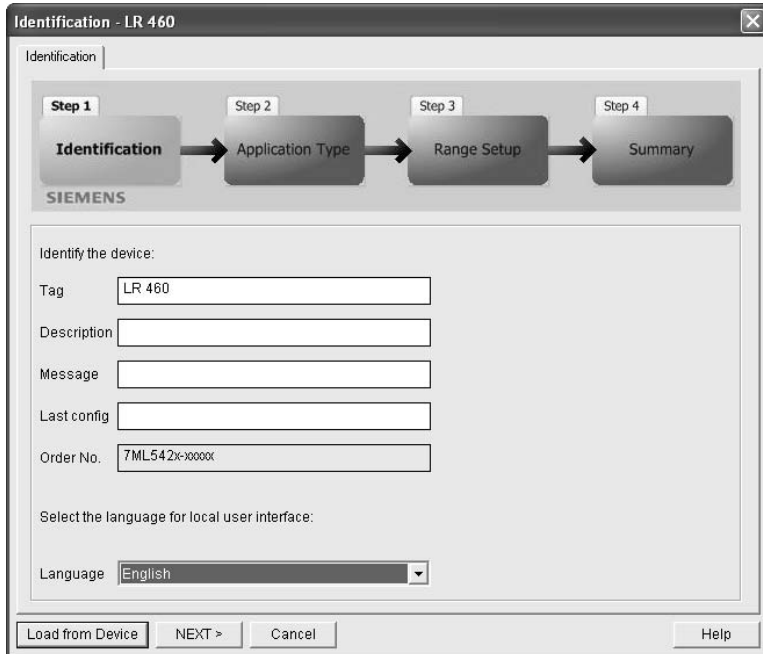 Identification - LR 460
Identification
Step 1
Step 2
Step 3
Step 4
Identification
Application Type
Range Setup
Summary
SIEMENS
Identify the device:
Tag LR 460
Description
Message
Last config
Order No. 7ML542x-xxxxx
Select the language for local user interface:
Language English
Load from Device NEXT > Cancel Help